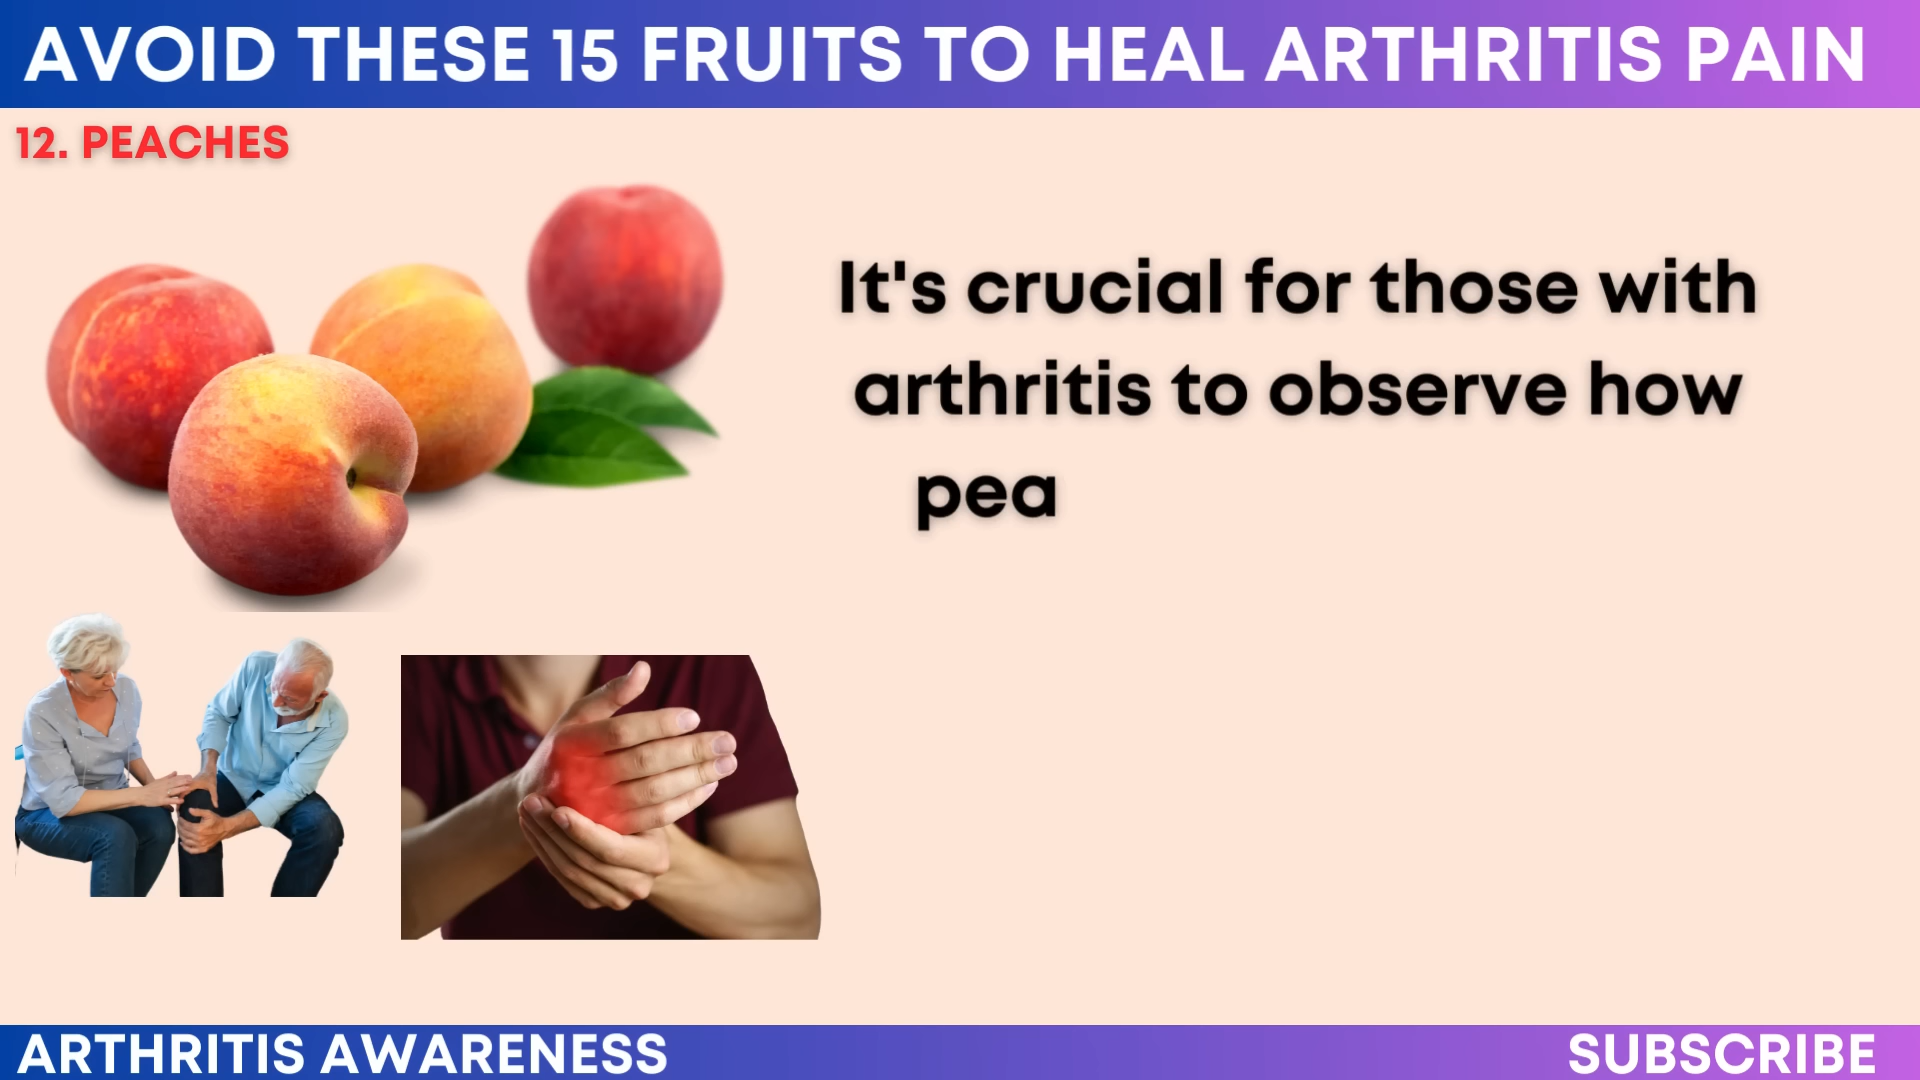 AVOID THESE 15 FRUITS TO HEAL ARTHRITIS PAIN
12. PEACHES
It's crucial for those with
arthritis to observe how
pea
ARTHRITIS AWARENESS
SUBSCRIBE